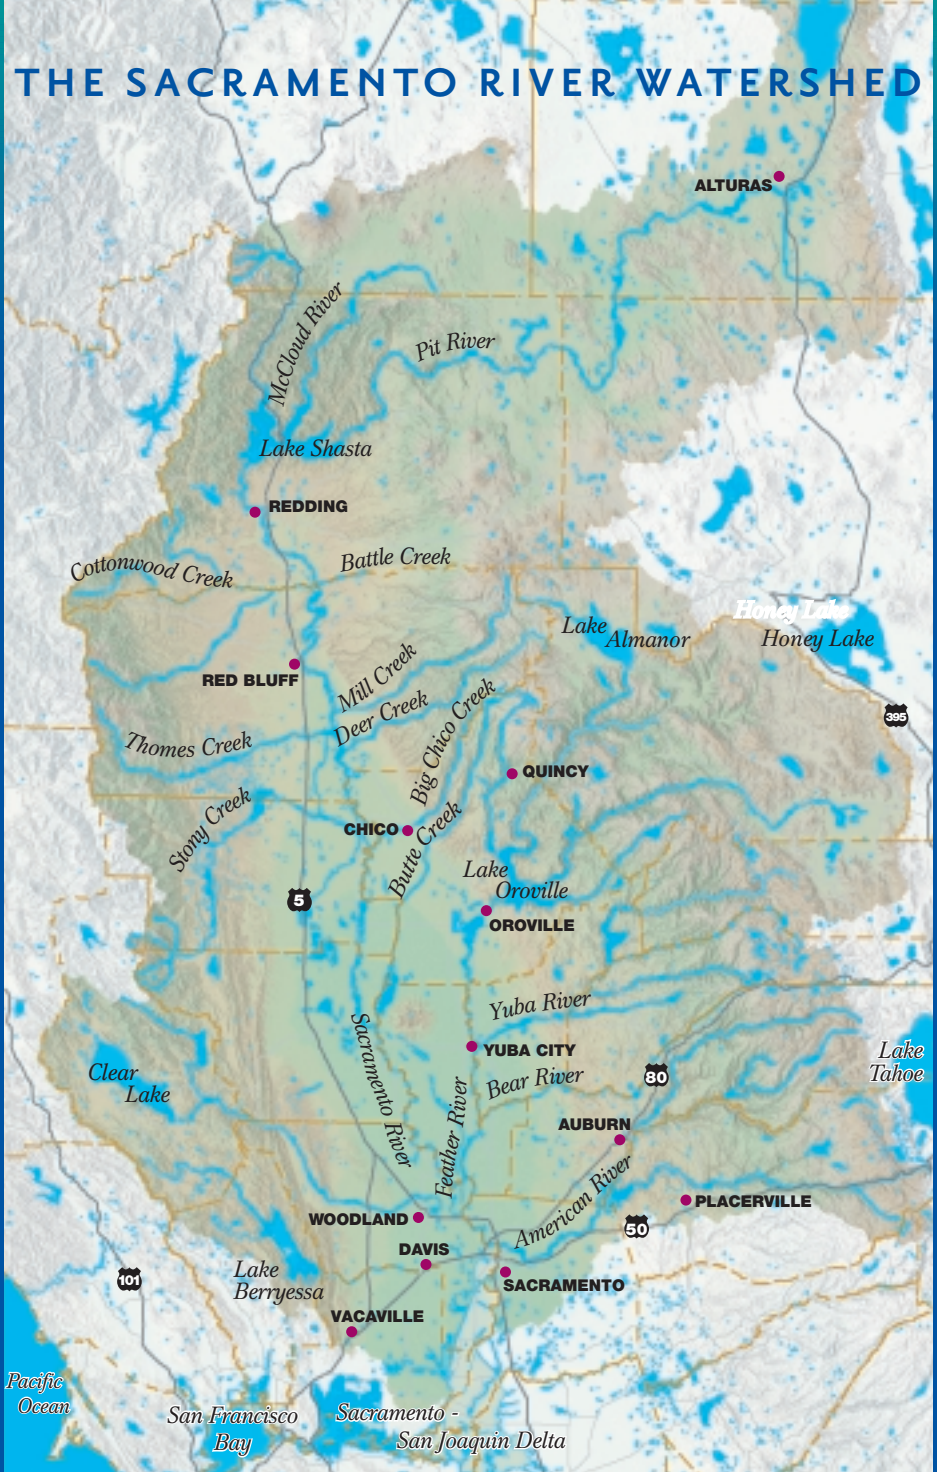 THE SACRAMENTO RIVER WATERSHED
ALTURAS
McCloud River
Pit River
Lake Shasta
REDDING
Cottonwood Creek
Battle Creek
Honey Lake
Lake
Almanor
Honey Lake
RED BLUFF
Mill Creek
395
Deer Creek
Thomes Creek
Big Chico Creek
QUINCY
Stony Creek
CHICO
Butte Creek
Lake
Oroville
5
OROVILLE
Yuba River
Sacramento River
YUBA CITY
Lake
Tahoe
Clear
Lake
80
Bear River
Feather River
AUBURN
American River
PLACERVILLE
WOODLAND
50
DAVIS
Lake
Berryessa
101
SACRAMENTO
VACAVILLE
Pacific
Ocean
San Francisco
Bay
Sacramento -
San Joaquin Delta